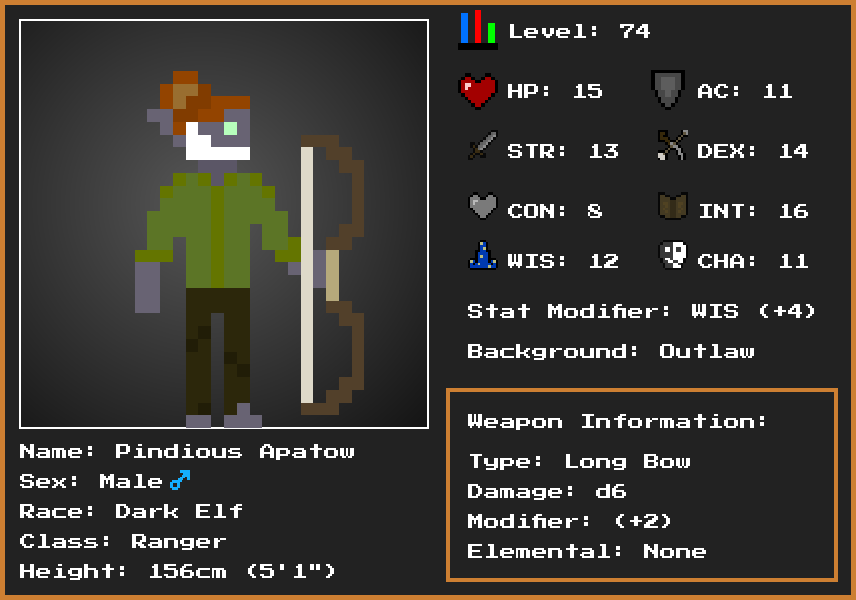 Level: 74
HP: 15 AC: 11
STR: 13 DEX: 14
CON: 8 INT: 16
WIS: 12 CHA: 11
Stat Modifier: WIS (+4)
Background: Outlaw
Weapon Information:
Type: Long Bow
Damage: d6
Modifier: (+2)
Elemental: None
Name: Pindious Apatow
Sex: Male ♂
Race: Dark Elf
Class: Ranger
Height: 156cm (5'1")